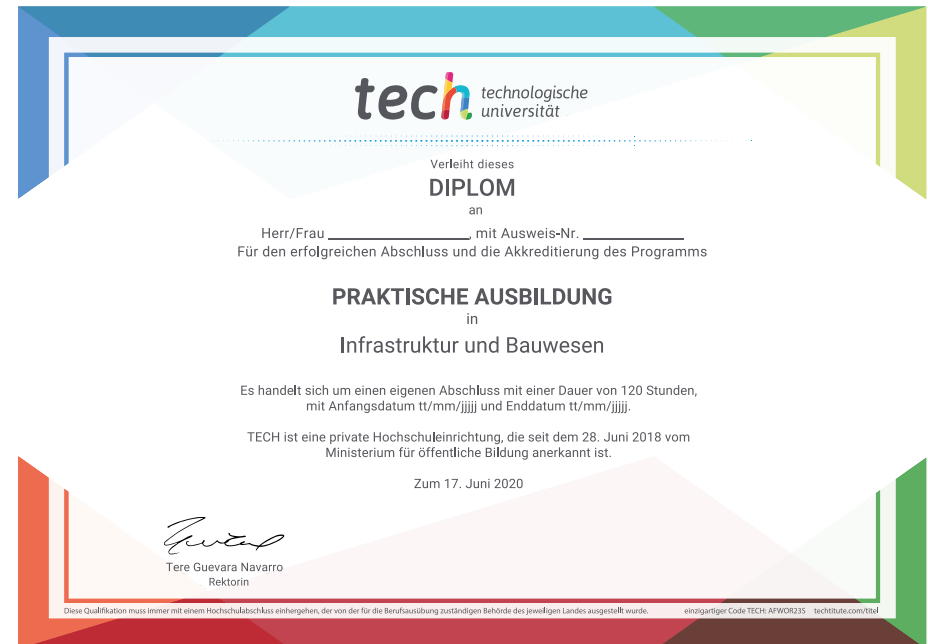 tech technologische
universität
Verleiht dieses
DIPLOM
an
Herr/Frau ____________________, mit Ausweis-Nr. ______________
Für den erfolgreichen Abschluss und die Akkreditierung des Programms
PRAKTISCHE AUSBILDUNG
in
Infrastruktur und Bauwesen
Es handelt sich um einen eigenen Abschluss mit einer Dauer von 120 Stunden,
mit Anfangsdatum tt/mm/jjjjj und Enddatum tt/mm/jjjjj.
TECH ist eine private Hochschuleinrichtung, die seit dem 28. Juni 2018 vom
Ministerium für öffentliche Bildung anerkannt ist.
Zum 17. Juni 2020
Tere Guevara Navarro
Rektorin
Diese Qualifikation muss immer mit einem Hochschulabschluss einhergehen, der von der für die Berufsausübung zuständigen Behörde des jeweiligen Landes ausgestellt wurde. einzigartiger Code TECH: AFWOR23S techtitute.com/titel